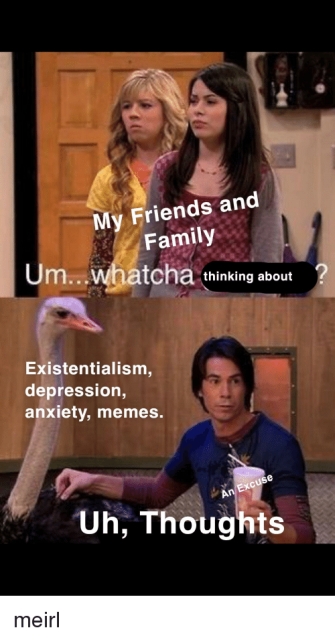 My Friends and
Family
Um...whatcha thinking about ?
Existentialism,
depression,
anxiety, memes.
An Excuse
Uh, Thoughts
meirl